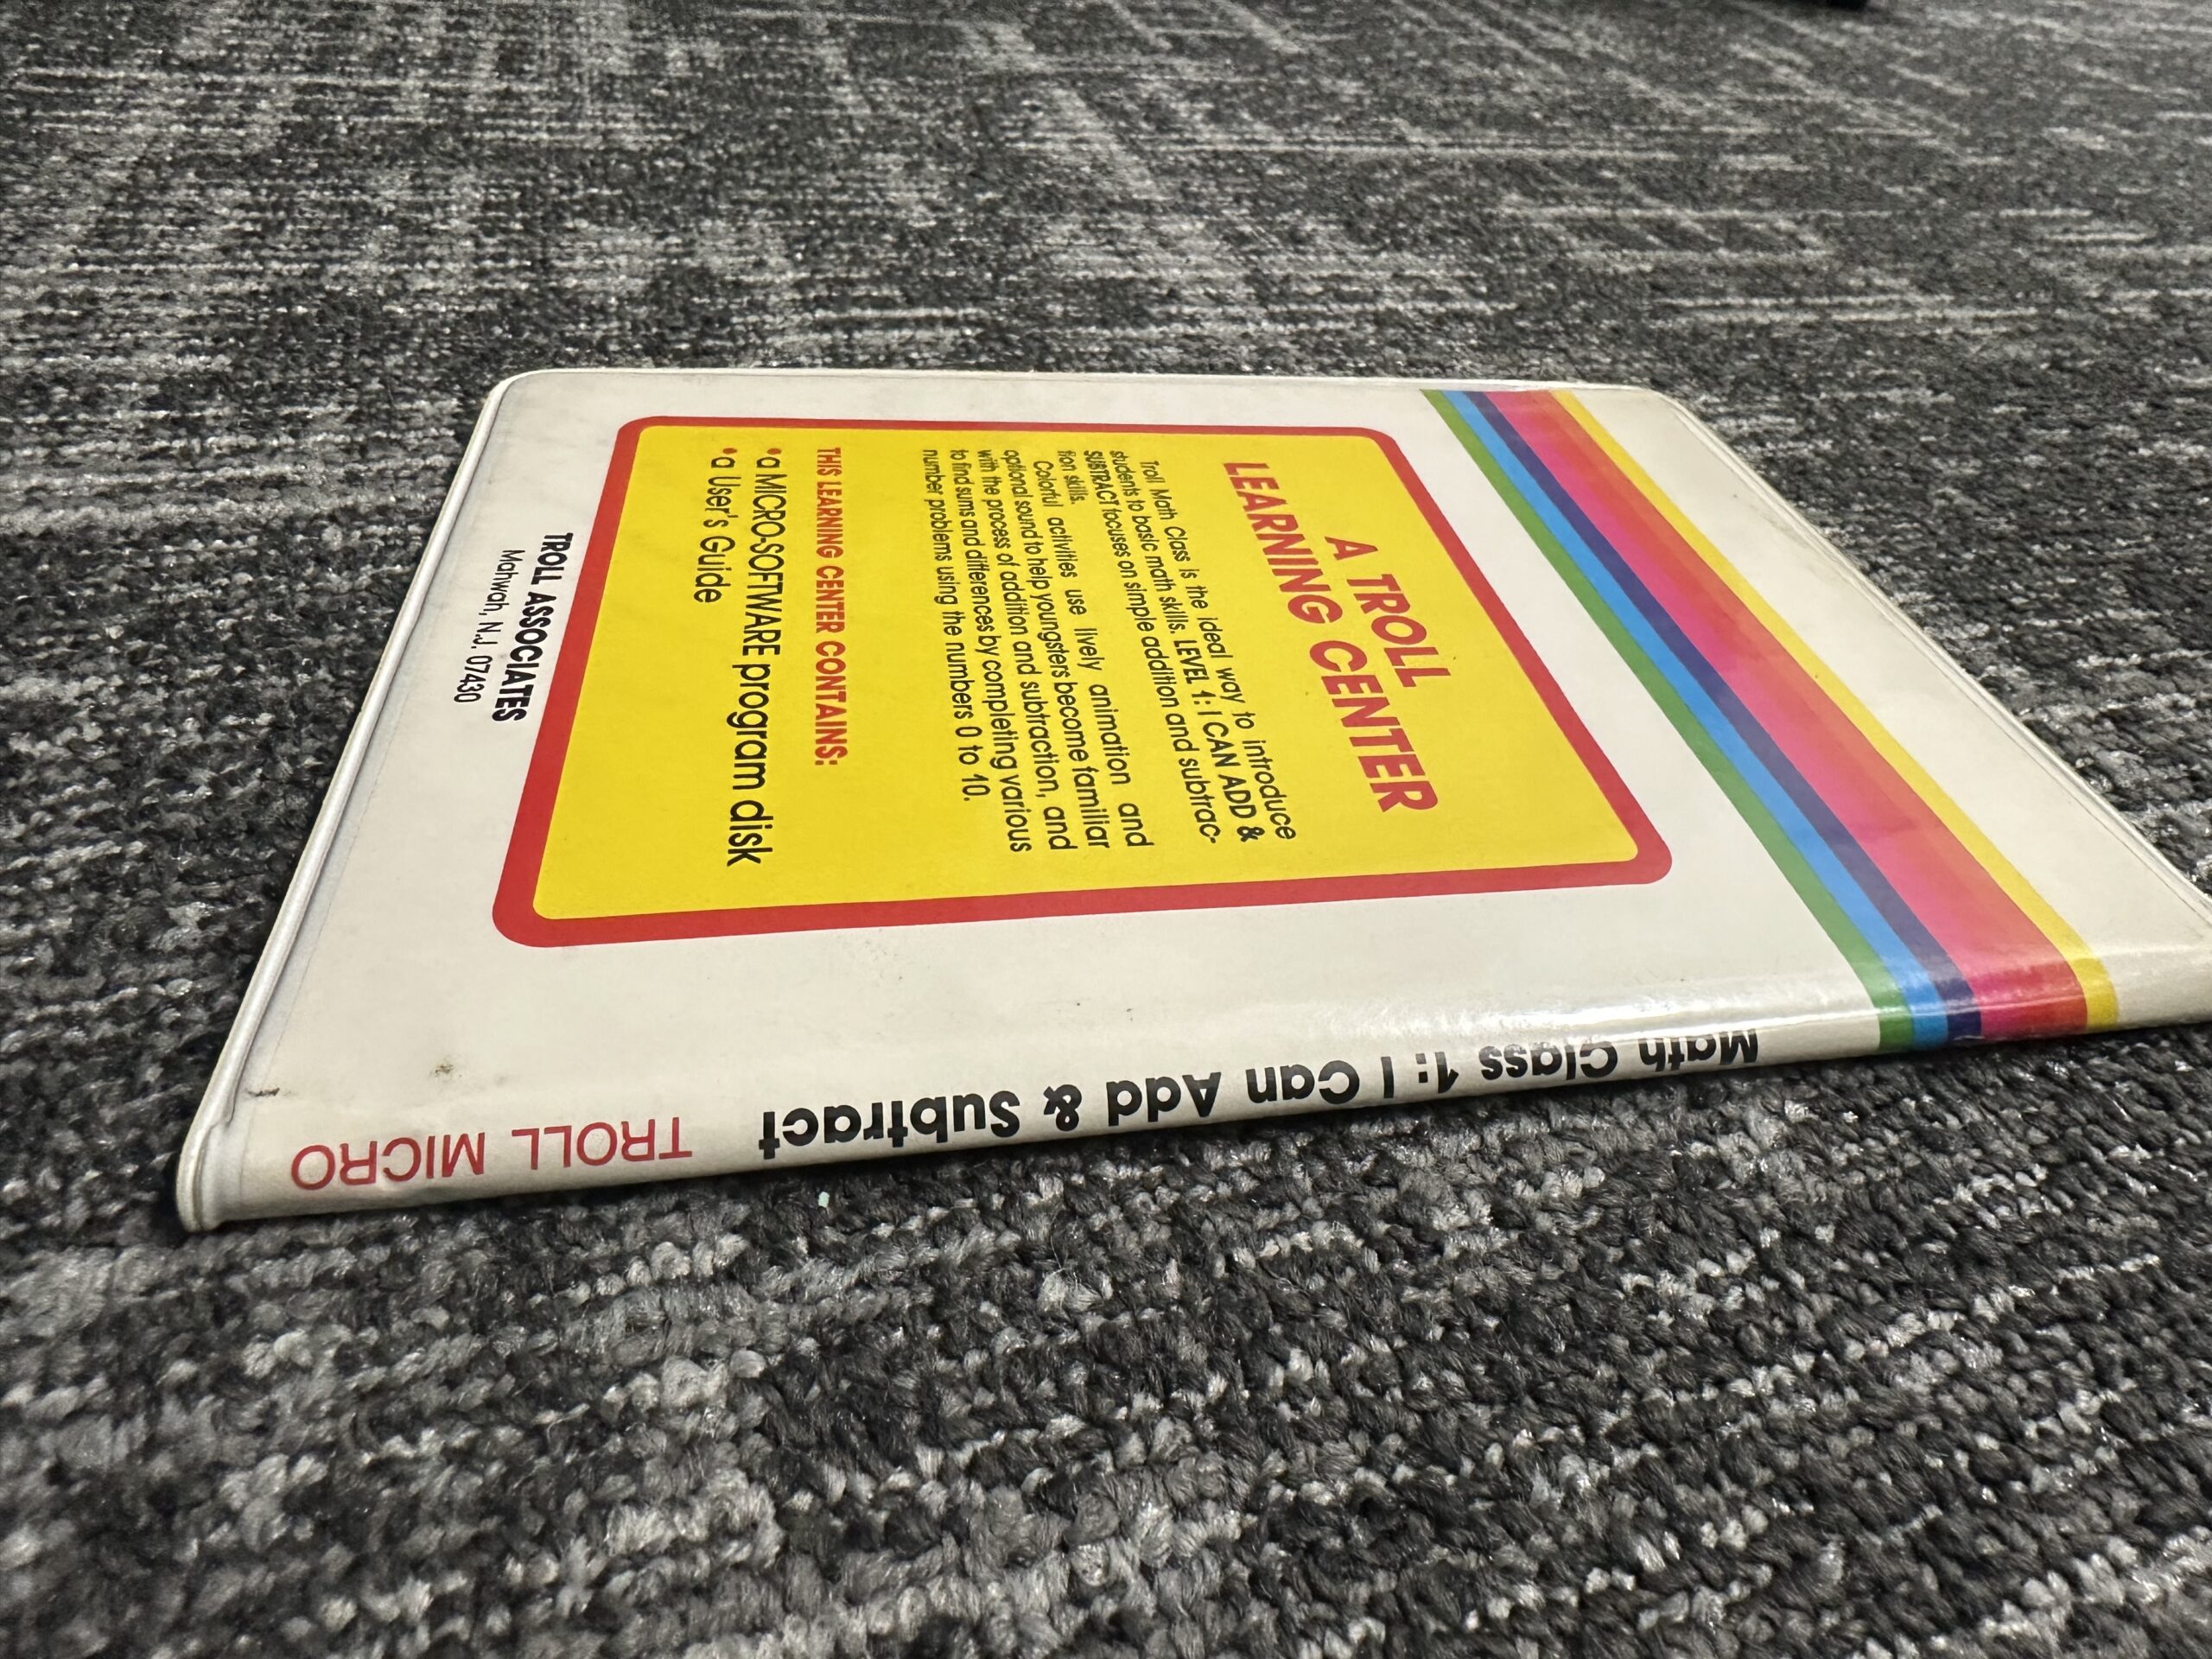 A TROLL
LEARNING CENTER
Troll Math Class is the ideal way to introduce
students to basic math skills. LEVEL 1: I CAN ADD &
SUBTRACT focuses on simple addition and subtrac-
tion skills.
Colorful activities use lively animation and
optional sound to help youngsters become familiar
with the process of addition and subtraction, and
to find sums and differences by completing various
number problems using the numbers 0 to 10.
THIS LEARNING CENTER CONTAINS:
•a MICRO-SOFTWARE program disk
•a User's Guide
TROLL ASSOCIATES
Mahwah, N.J. 07430
Math Class 1: I Can Add & Subtract TROLL MICRO